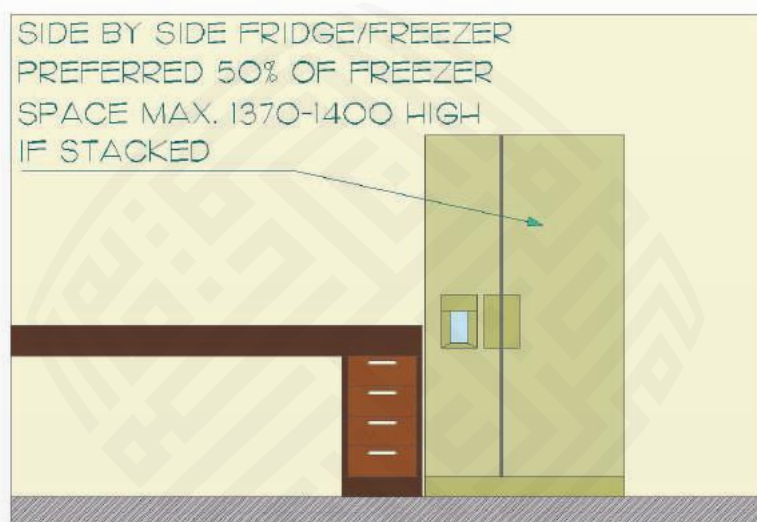 SIDE BY SIDE FRIDGE/FREEZER
PREFERRED 50% OF FREEZER
SPACE MAX. 1370-1400 HIGH
IF STACKED